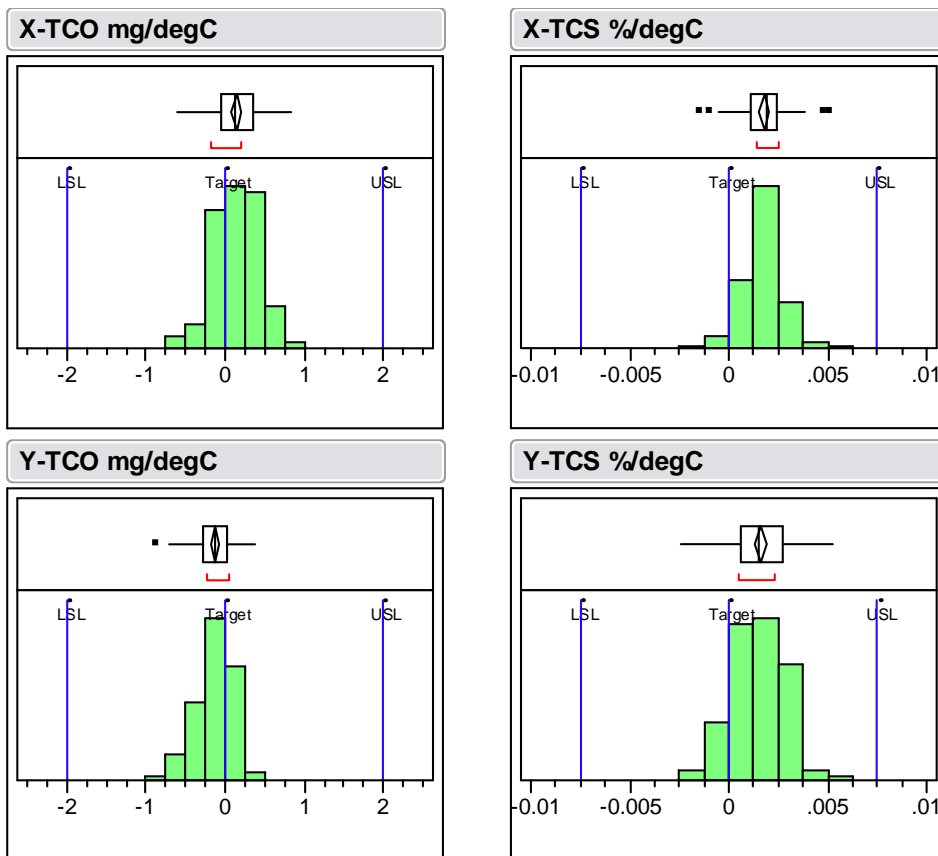 X-TCO mg/degC
LSL Target USL
-2 -1 0 1 2
X-TCS %/degC
LSL Target USL
-0.01 -0.005 0 .005 .01
Y-TCO mg/degC
LSL Target USL
-2 -1 0 1 2
Y-TCS %/degC
LSL Target USL
-0.01 -0.005 0 .005 .01